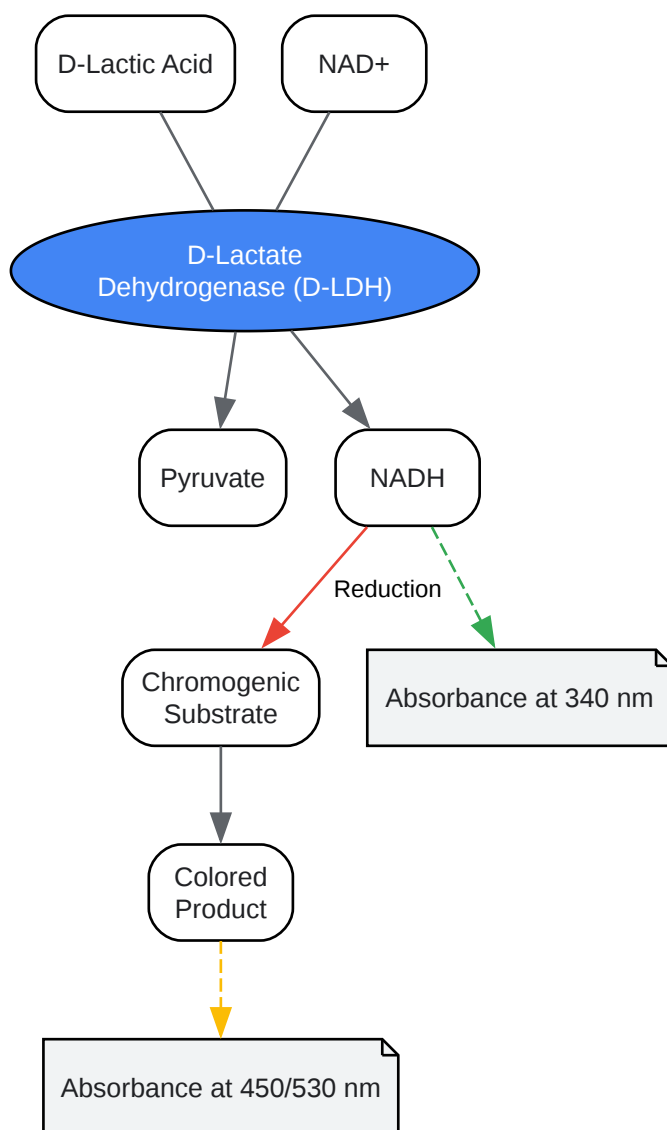 D-Lactic Acid
NAD+
D-Lactate
Dehydrogenase (D-LDH)
Pyruvate
NADH
Reduction
Chromogenic
Substrate
Absorbance at 340 nm
Colored
Product
Absorbance at 450/530 nm